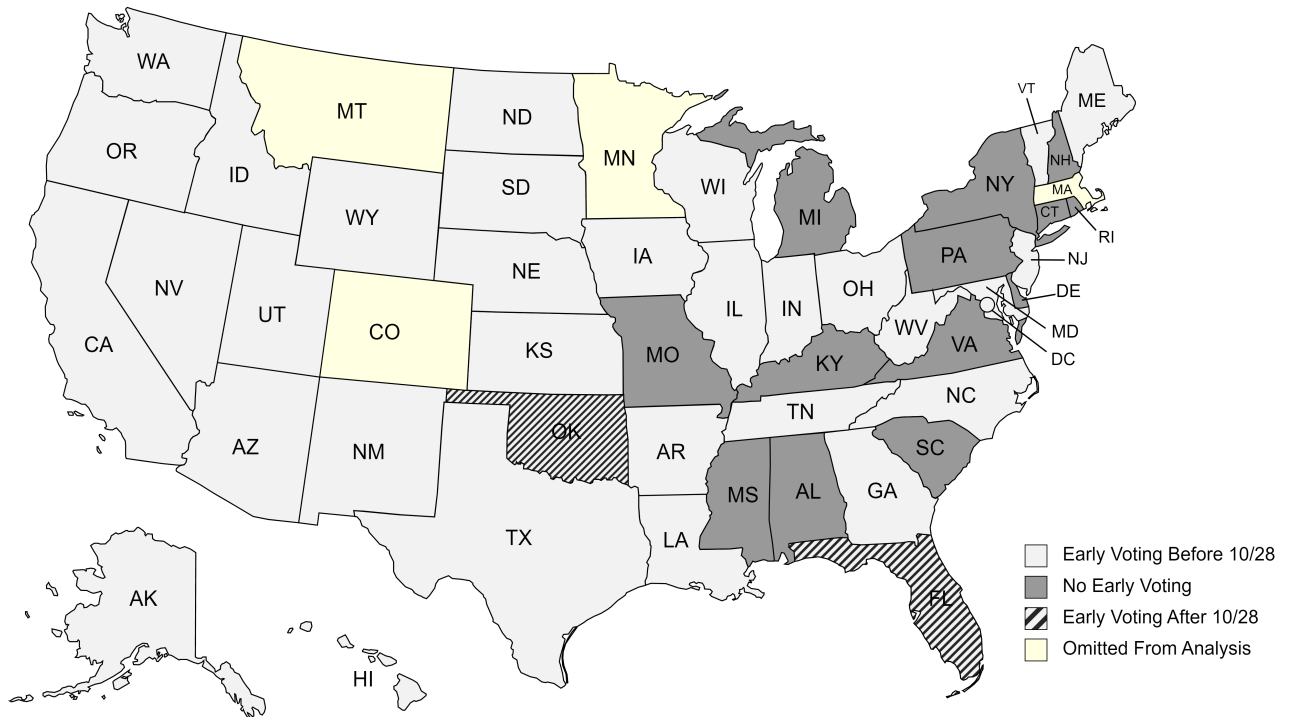 WA
MT
ND
MN
OR
ID
SD
WI
MI
NY
VT
ME
NH
MA
CT
RI
WY
IA
NE
PA
NJ
NV
UT
CO
CA
KS
IL
IN
OH
WV
DE
MD
DC
MO
KY
VA
TN
NC
AZ
NM
OK
AR
SC
MS
AL
GA
TX
LA
FL
AK
HI
Early Voting Before 10/28
No Early Voting
Early Voting After 10/28
Omitted From Analysis